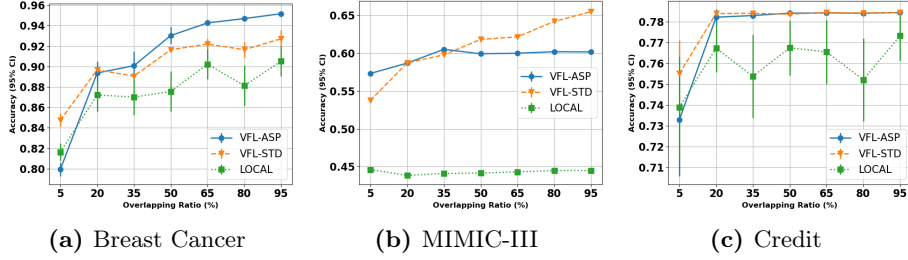 0.96
0.94
0.92
0.90
0.88
0.86
0.84
0.82
0.80
Accuracy (95% CI)
5 20 35 50 65 80 95
Overlapping Ratio (%)
VFL-ASP
VFL-STD
LOCAL
(a) Breast Cancer
0.65
0.60
0.55
0.50
0.45
Accuracy (95% CI)
5 20 35 50 65 80 95
Overlapping Ratio (%)
VFL-ASP
VFL-STD
LOCAL
(b) MIMIC-III
0.78
0.77
0.76
0.75
0.74
0.73
0.72
0.71
Accuracy (95% CI)
5 20 35 50 65 80 95
Overlapping Ratio (%)
VFL-ASP
VFL-STD
LOCAL
(c) Credit